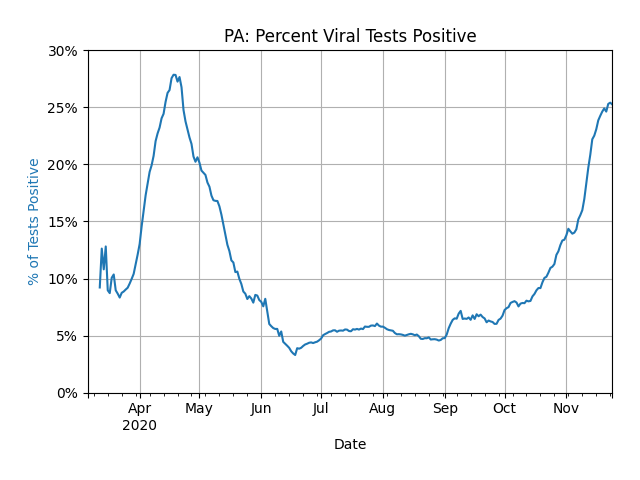 PA: Percent Viral Tests Positive
30%
25%
20%
15%
10%
5%
0%
% of Tests Positive
Apr May Jun Jul Aug Sep Oct Nov
2020
Date